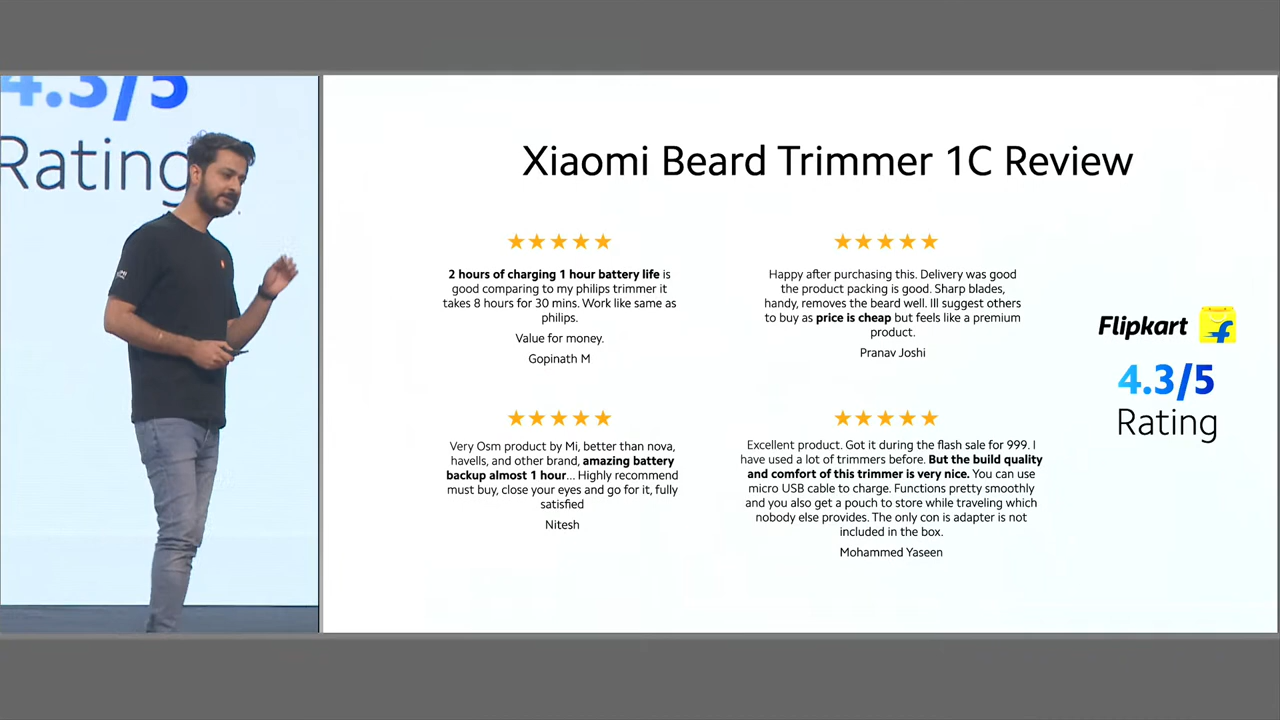 4.3/5
Rating
Xiaomi Beard Trimmer 1C Review
2 hours of charging 1 hour battery life is
good comparing to my philips trimmer it
takes 8 hours for 30 mins. Work like same as
philips.
Value for money.
Gopinath M
Happy after purchasing this. Delivery was good
the product packing is good. Sharp blades,
handy, removes the beard well. Ill suggest others
to buy as price is cheap but feels like a premium
product.
Pranav Joshi
Very Osm product by Mi, better than nova,
havells, and other brand, amazing battery
backup almost 1 hour... Highly recommend
must buy, close your eyes and go for it, fully
satisfied
Nitesh
Excellent product. Got it during the flash sale for 999. I
have used a lot of trimmers before. But the build quality
and comfort of this trimmer is very nice. You can use
micro USB cable to charge. Functions pretty smoothly
and you also get a pouch to store while traveling which
nobody else provides. The only con is adapter is not
included in the box.
Mohammed Yaseen
Flipkart
4.3/5
Rating